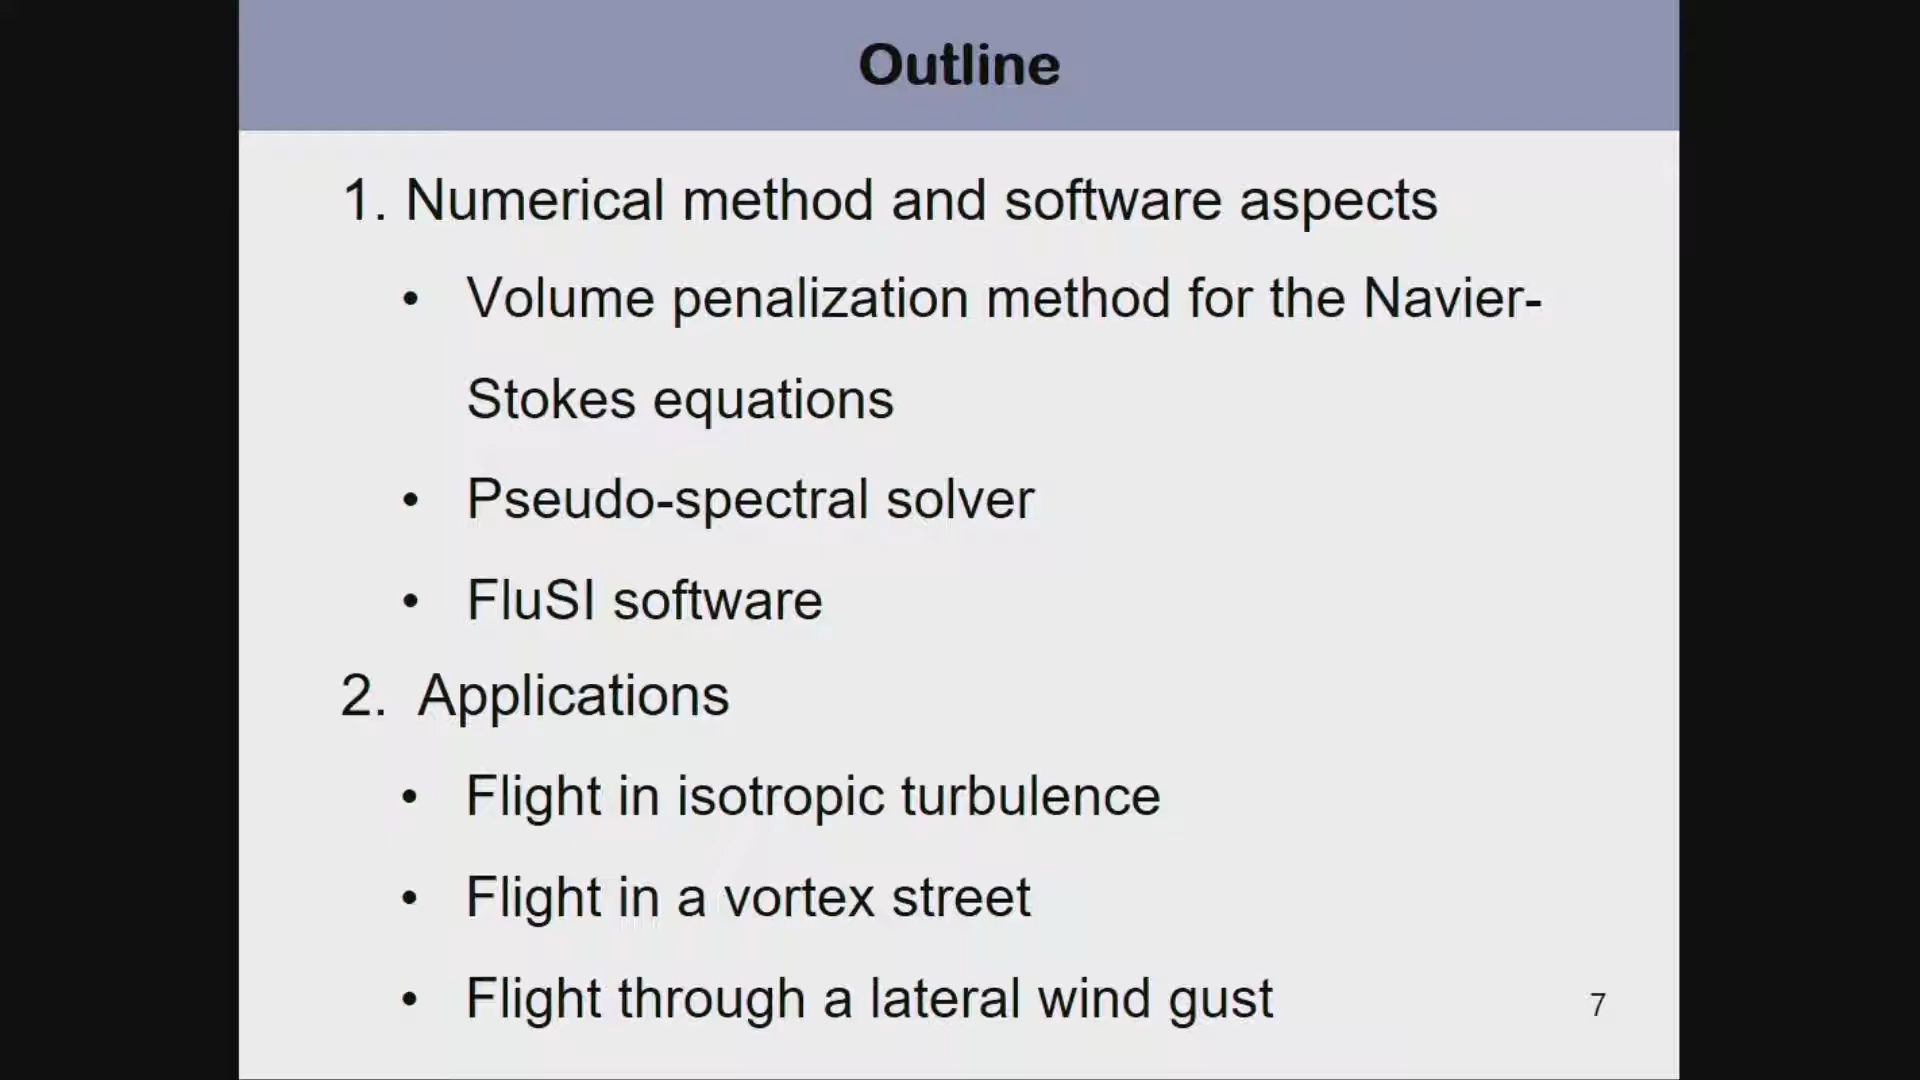 Outline
1. Numerical method and software aspects
• Volume penalization method for the Navier-
Stokes equations
• Pseudo-spectral solver
• FluSI software
2. Applications
• Flight in isotropic turbulence
• Flight in a vortex street
• Flight through a lateral wind gust
7